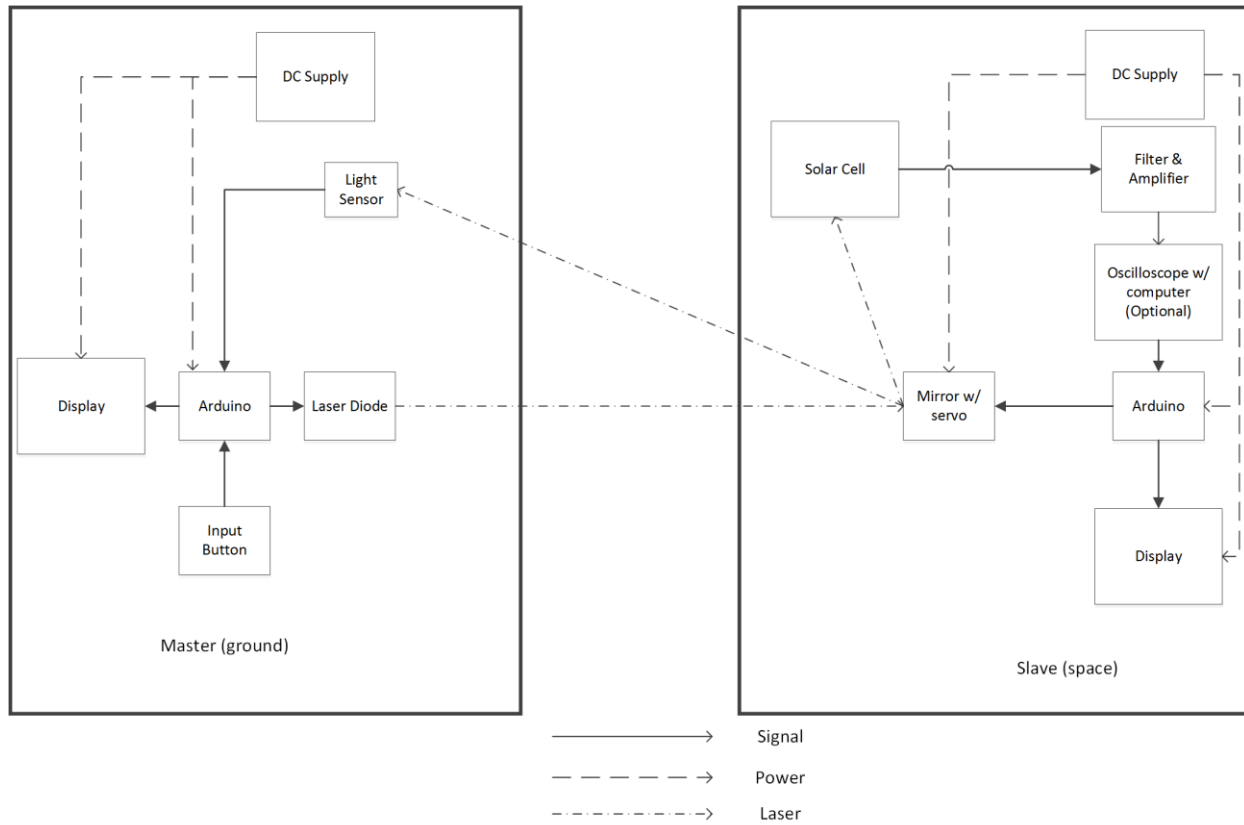 DC Supply
Light
Sensor
Display
Arduino
Laser Diode
Input
Button
Master (ground)
DC Supply
Solar Cell
Filter &
Amplifier
Oscilloscope w/
computer
(Optional)
Mirror w/
servo
Arduino
Display
Slave (space)
Signal
Power
Laser